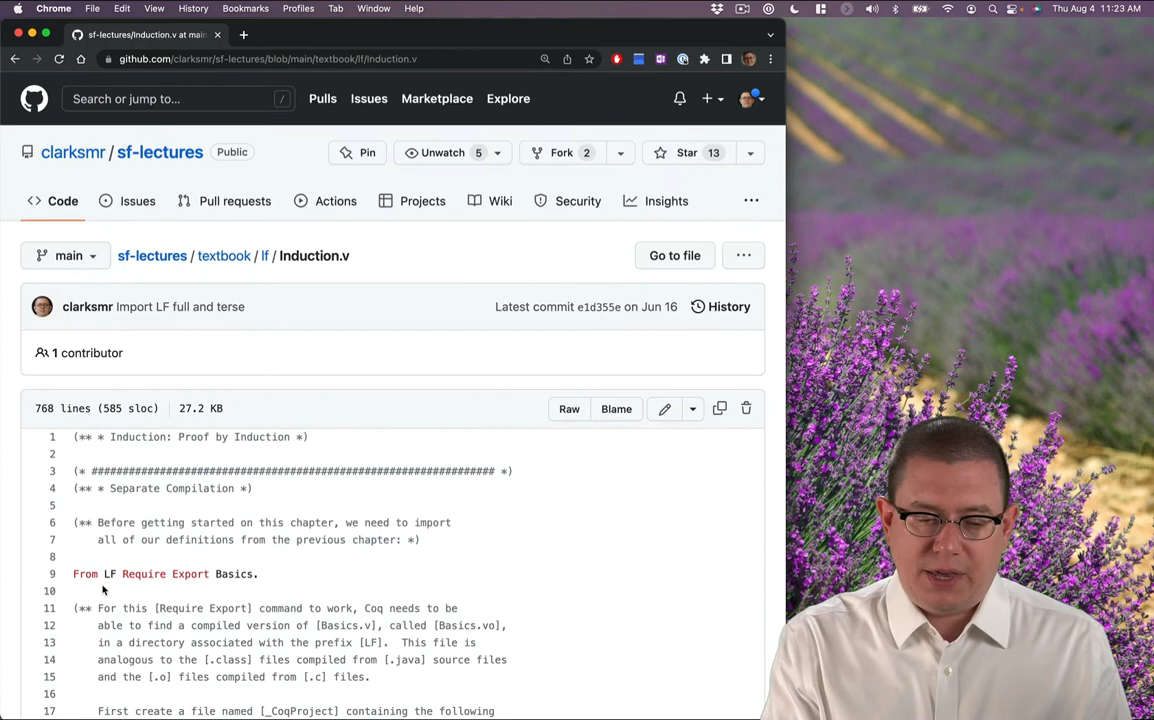 Chrome File Edit View History Bookmarks Profiles Tab Window Help Thu Aug 4 11:23 AM
sf-lectures/Induction.v at main
github.com/clarksmr/sf-lectures/blob/main/textbook/lf/Induction.v
Search or jump to... / Pulls Issues Marketplace Explore
clarksmr / sf-lectures Public Pin Unwatch 5 Fork 2 Star 13
Code Issues Pull requests Actions Projects Wiki Security Insights
main sf-lectures / textbook / lf / Induction.v Go to file
clarksmr Import LF full and terse Latest commit e1d355e on Jun 16 History
1 contributor
768 lines (585 sloc) 27.2 KB Raw Blame
1 (** * Induction: Proof by Induction *)
2
3 (* ################################################################# *)
4 (** * Separate Compilation *)
5
6 (** Before getting started on this chapter, we need to import
7 all of our definitions from the previous chapter: *)
8
9 From LF Require Export Basics.
10
11 (** For this [Require Export] command to work, Coq needs to be
12 able to find a compiled version of [Basics.v], called [Basics.vo],
13 in a directory associated with the prefix [LF]. This file is
14 analogous to the [.class] files compiled from [.java] source files
15 and the [.o] files compiled from [.c] files.
16
17 First create a file named [_CoqProject] containing the following